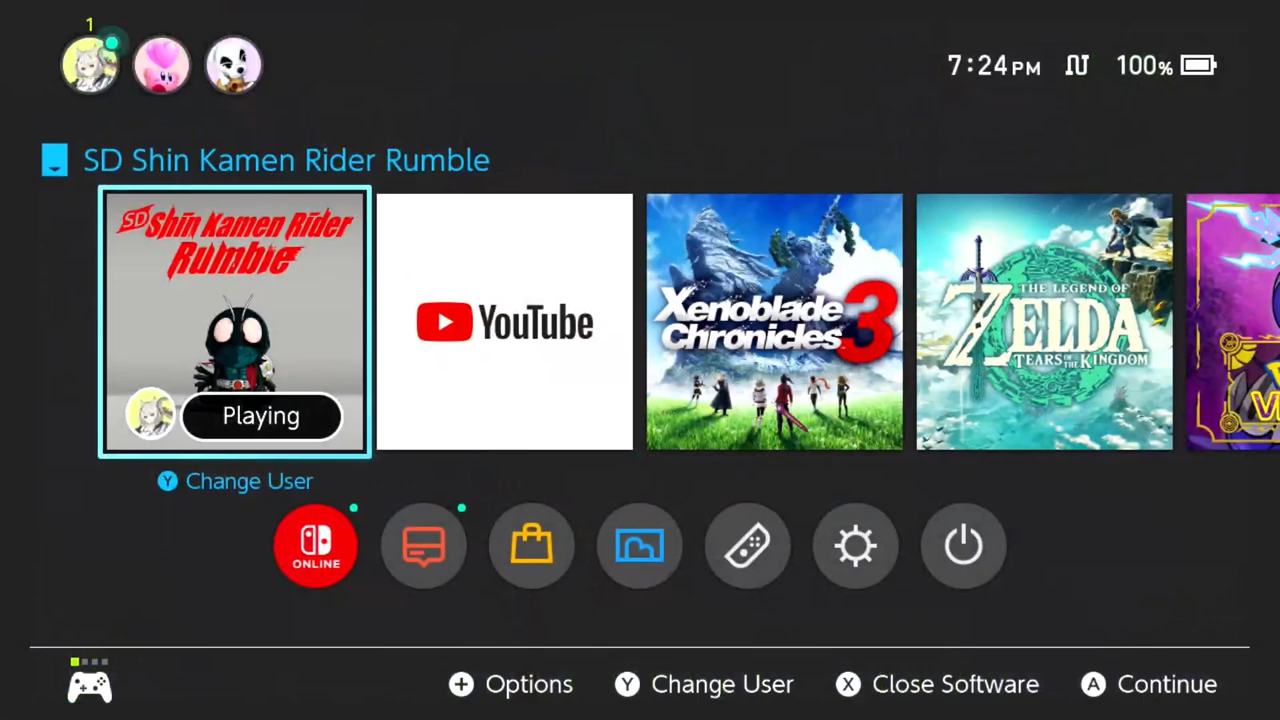 1
7:24PM 100%
SD Shin Kamen Rider Rumble
SD Shin Kamen Rider
Rumble
Playing
YouTube
Xenoblade
Chronicles 3
THE LEGEND OF
ZELDA
TEARS OF THE KINGDOM
Y Change User
ONLINE
+ Options
Y Change User
X Close Software
A Continue